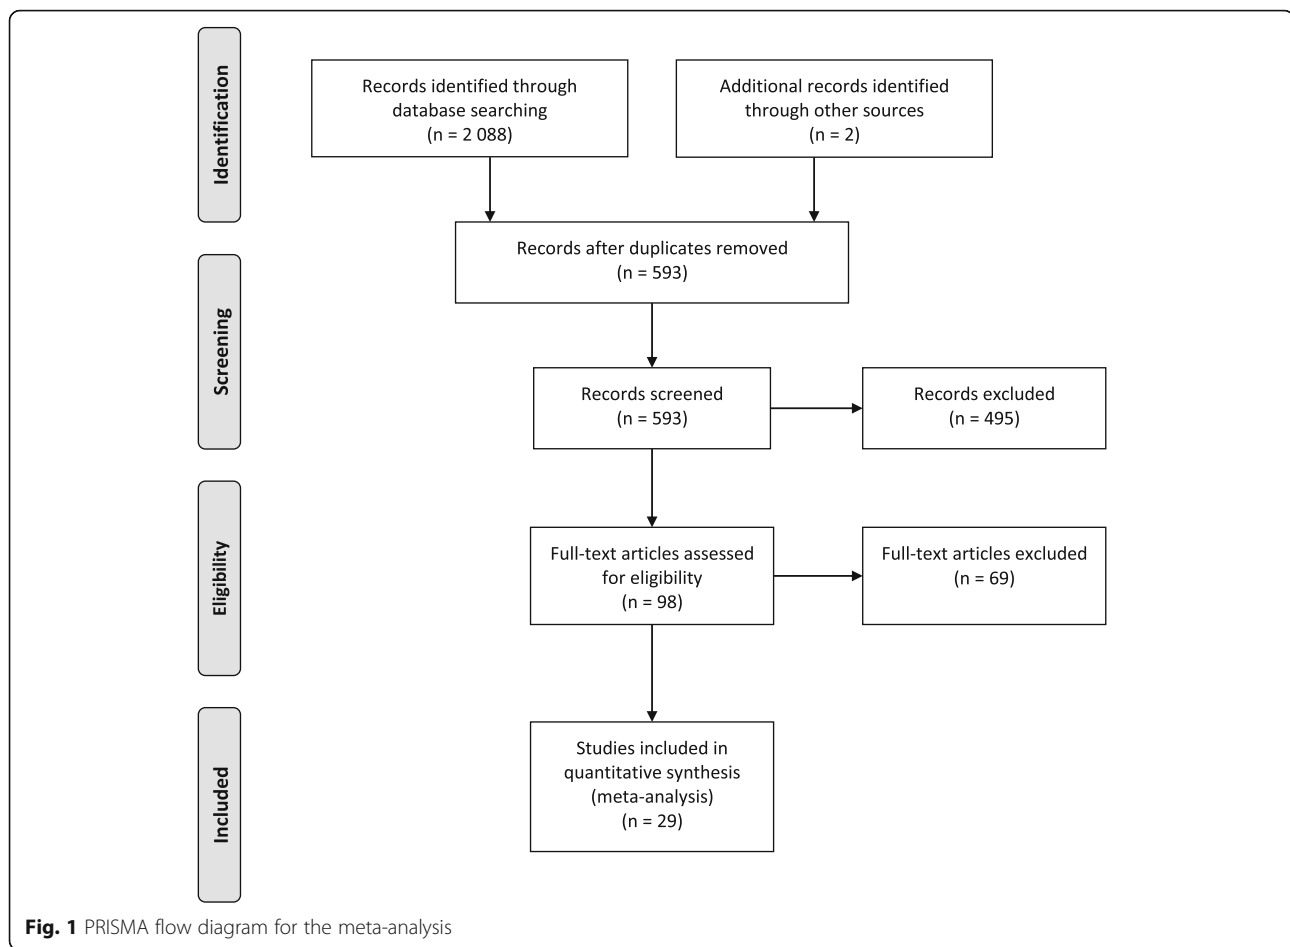 Identification
Records identified through
database searching
(n = 2 088)
Additional records identified
through other sources
(n = 2)
Records after duplicates removed
(n = 593)
Screening
Records screened
(n = 593)
Records excluded
(n = 495)
Eligibility
Full-text articles assessed
for eligibility
(n = 98)
Full-text articles excluded
(n = 69)
Included
Studies included in
quantitative synthesis
(meta-analysis)
(n = 29)
Fig. 1 PRISMA flow diagram for the meta-analysis